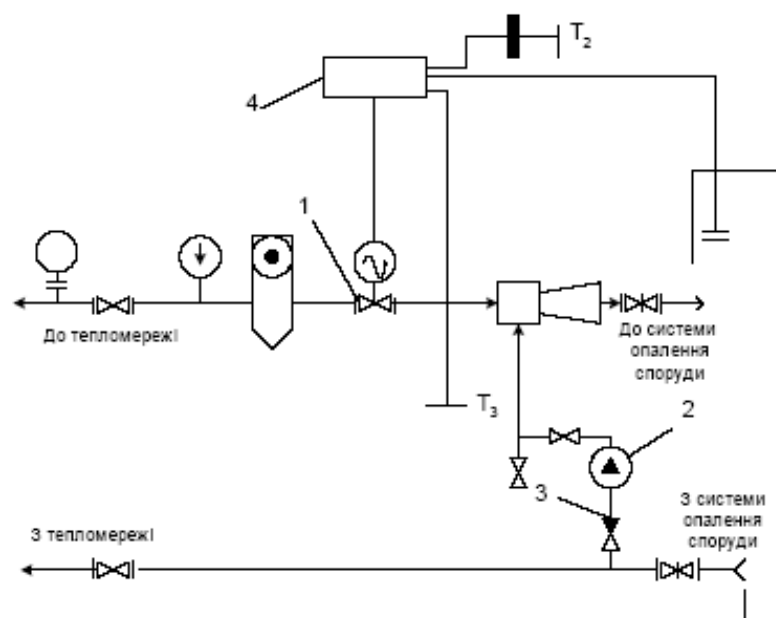 T2
4
1
До тепломережі
До системи
опалення
споруди
T3
2
3
З тепломережі
З системи
опалення
споруди